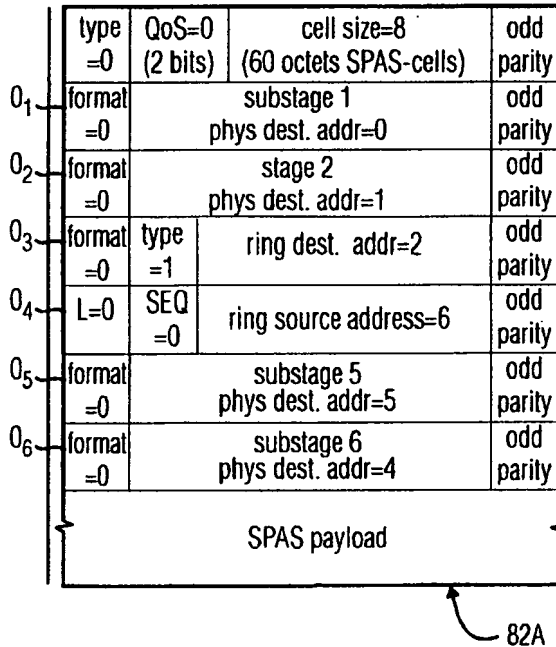 type QoS=0 cell size=8 odd
=0 (2 bits) (60 octets SPAS-cells) parity
O1 format substage 1 odd
=0 phys dest. addr=0 parity
O2 format stage 2 odd
=0 phys dest. addr=1 parity
O3 format type ring dest. addr=2 odd
=0 =1 parity
O4 L=0 SEQ ring source address=6 odd
=0 parity
O5 format substage 5 odd
=0 phys dest. addr=5 parity
O6 format substage 6 odd
=0 phys dest. addr=4 parity
SPAS payload
82A